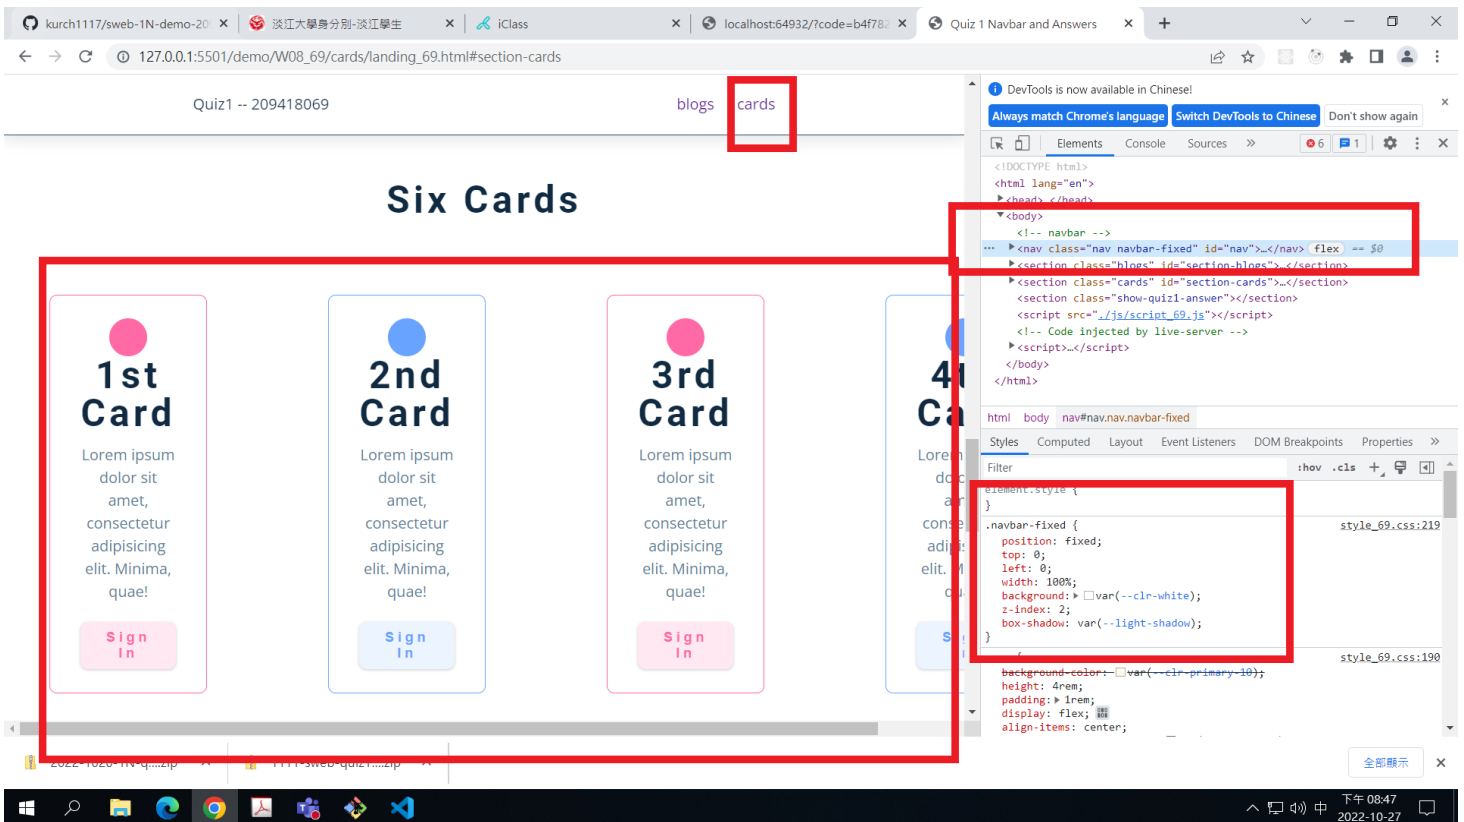 kurch1117/sweb-1N-demo-20
淡江大學身分別-淡江學生
iClass
localhost:64932/?code=b4f782
Quiz 1 Navbar and Answers
127.0.0.1:5501/demo/W08_69/cards/landing_69.html#section-cards
Quiz1 -- 209418069
blogs
cards
Six Cards
1st
Card
Lorem ipsum
dolor sit
amet,
consectetur
adipisicing
elit. Minima,
quae!
Sign
In
2nd
Card
Lorem ipsum
dolor sit
amet,
consectetur
adipisicing
elit. Minima,
quae!
Sign
In
3rd
Card
Lorem ipsum
dolor sit
amet,
consectetur
adipisicing
elit. Minima,
quae!
Sign
In
DevTools is now available in Chinese!
Always match Chrome's language
Switch DevTools to Chinese
Don't show again
Elements
Console
Sources
6
1
<!DOCTYPE html>
<html lang="en">
<head> </head>
<body>
<!-- navbar -->
<nav class="nav navbar-fixed" id="nav">…</nav> flex == $0
<section class="blogs" id="section-blogs">…</section>
<section class="cards" id="section-cards">…</section>
<section class="show-quiz1-answer"></section>
<script src="./js/script_69.js"></script>
<!-- Code injected by live-server -->
<script>…</script>
</body>
</html>
html body nav#nav.nav.navbar-fixed
Styles
Computed
Layout
Event Listeners
DOM Breakpoints
Properties
Filter
:hov .cls
element.style {
}
.navbar-fixed {
style_69.css:219
position: fixed;
top: 0;
left: 0;
width: 100%;
background: var(--clr-white);
z-index: 2;
box-shadow: var(--light-shadow);
}
style_69.css:190
background-color: var(--clr-primary-10);
height: 4rem;
padding: 1rem;
display: flex;
align-items: center;
全部顯示
中
下午 08:47
2022-10-27